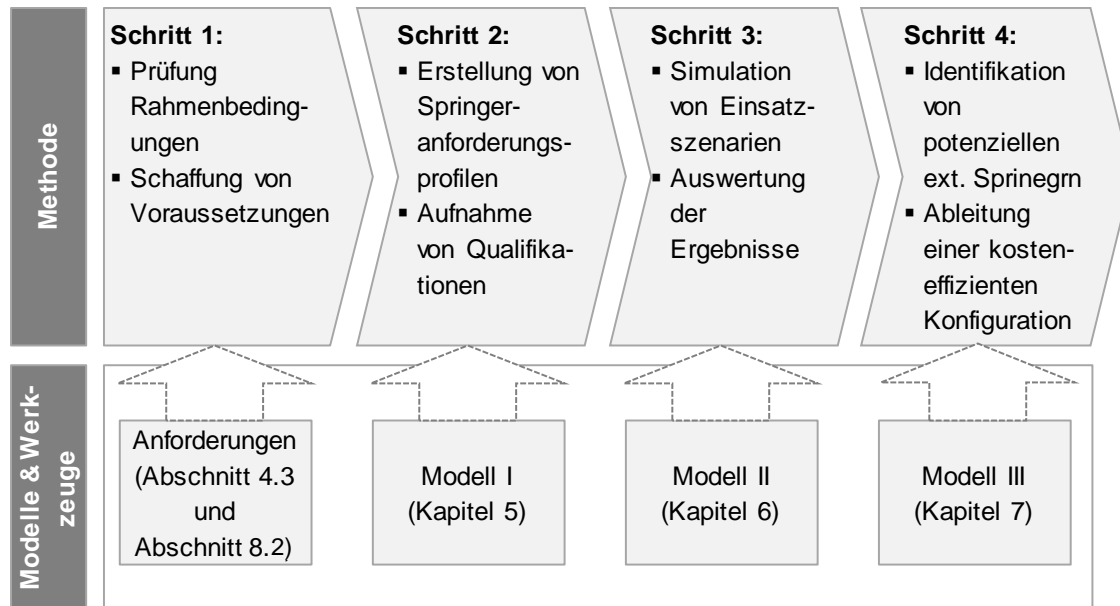 Methode
Schritt 1:
▪ Prüfung
Rahmenbeding-
ungen
▪ Schaffung von
Voraussetzungen
Schritt 2:
▪ Erstellung von
Springer-
anforderungs-
profilen
▪ Aufnahme
von Qualifika-
tionen
Schritt 3:
▪ Simulation
von Einsatz-
szenarien
▪ Auswertung
der
Ergebnisse
Schritt 4:
▪ Identifikation
von
potenziellen
ext. Sprinegrn
▪ Ableitung
einer kosten-
effizienten
Konfiguration
Modelle & Werk-
zeuge
Anforderungen
(Abschnitt 4.3
und
Abschnitt 8.2)
Modell I
(Kapitel 5)
Modell II
(Kapitel 6)
Modell III
(Kapitel 7)